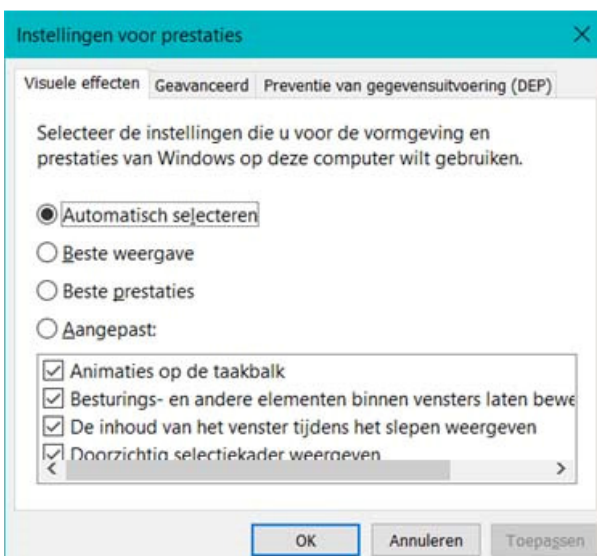 Instellingen voor prestaties
Visuele effecten Geavanceerd Preventie van gegevensuitvoering (DEP)
Selecteer de instellingen die u voor de vormgeving en
prestaties van Windows op deze computer wilt gebruiken.
Automatisch selecteren
Beste weergave
Beste prestaties
Aangepast:
Animaties op de taakbalk
Besturings- en andere elementen binnen vensters laten bewe
De inhoud van het venster tijdens het slepen weergeven
Doorzichtig selectiekader weergeven
OK Annuleren Toepassen